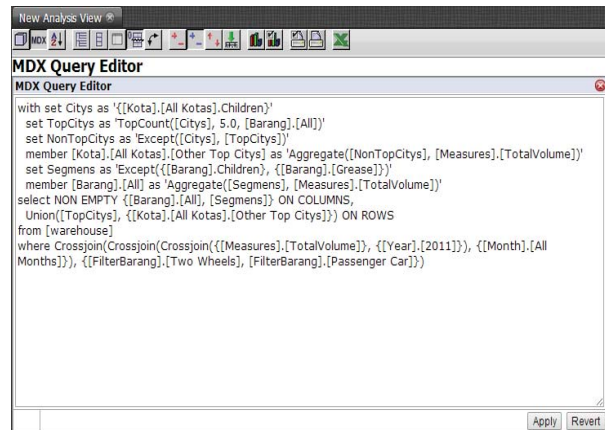 New Analysis View
MDX
MDX Query Editor
MDX Query Editor
with set Citys as '{[Kota].[All Kotas].Children}'
set TopCitys as 'TopCount([Citys], 5.0, [Barang].[All])'
set NonTopCitys as 'Except([Citys], [TopCitys])'
member [Kota].[All Kotas].[Other Top Citys] as 'Aggregate([NonTopCitys], [Measures].[TotalVolume])'
set Segmens as 'Except({[Barang].Children}, {[Barang].[Grease]})'
member [Barang].[All] as 'Aggregate([Segmens], [Measures].[TotalVolume])'
select NON EMPTY {[Barang].[All], [Segmens]} ON COLUMNS,
Union([TopCitys], {[Kota].[All Kotas].[Other Top Citys]}) ON ROWS
from [warehouse]
where Crossjoin(Crossjoin(Crossjoin({[Measures].[TotalVolume]}, {[Year].[2011]}), {[Month].[All
Months]}), {[FilterBarang].[Two Wheels], [FilterBarang].[Passenger Car]})
Apply Revert